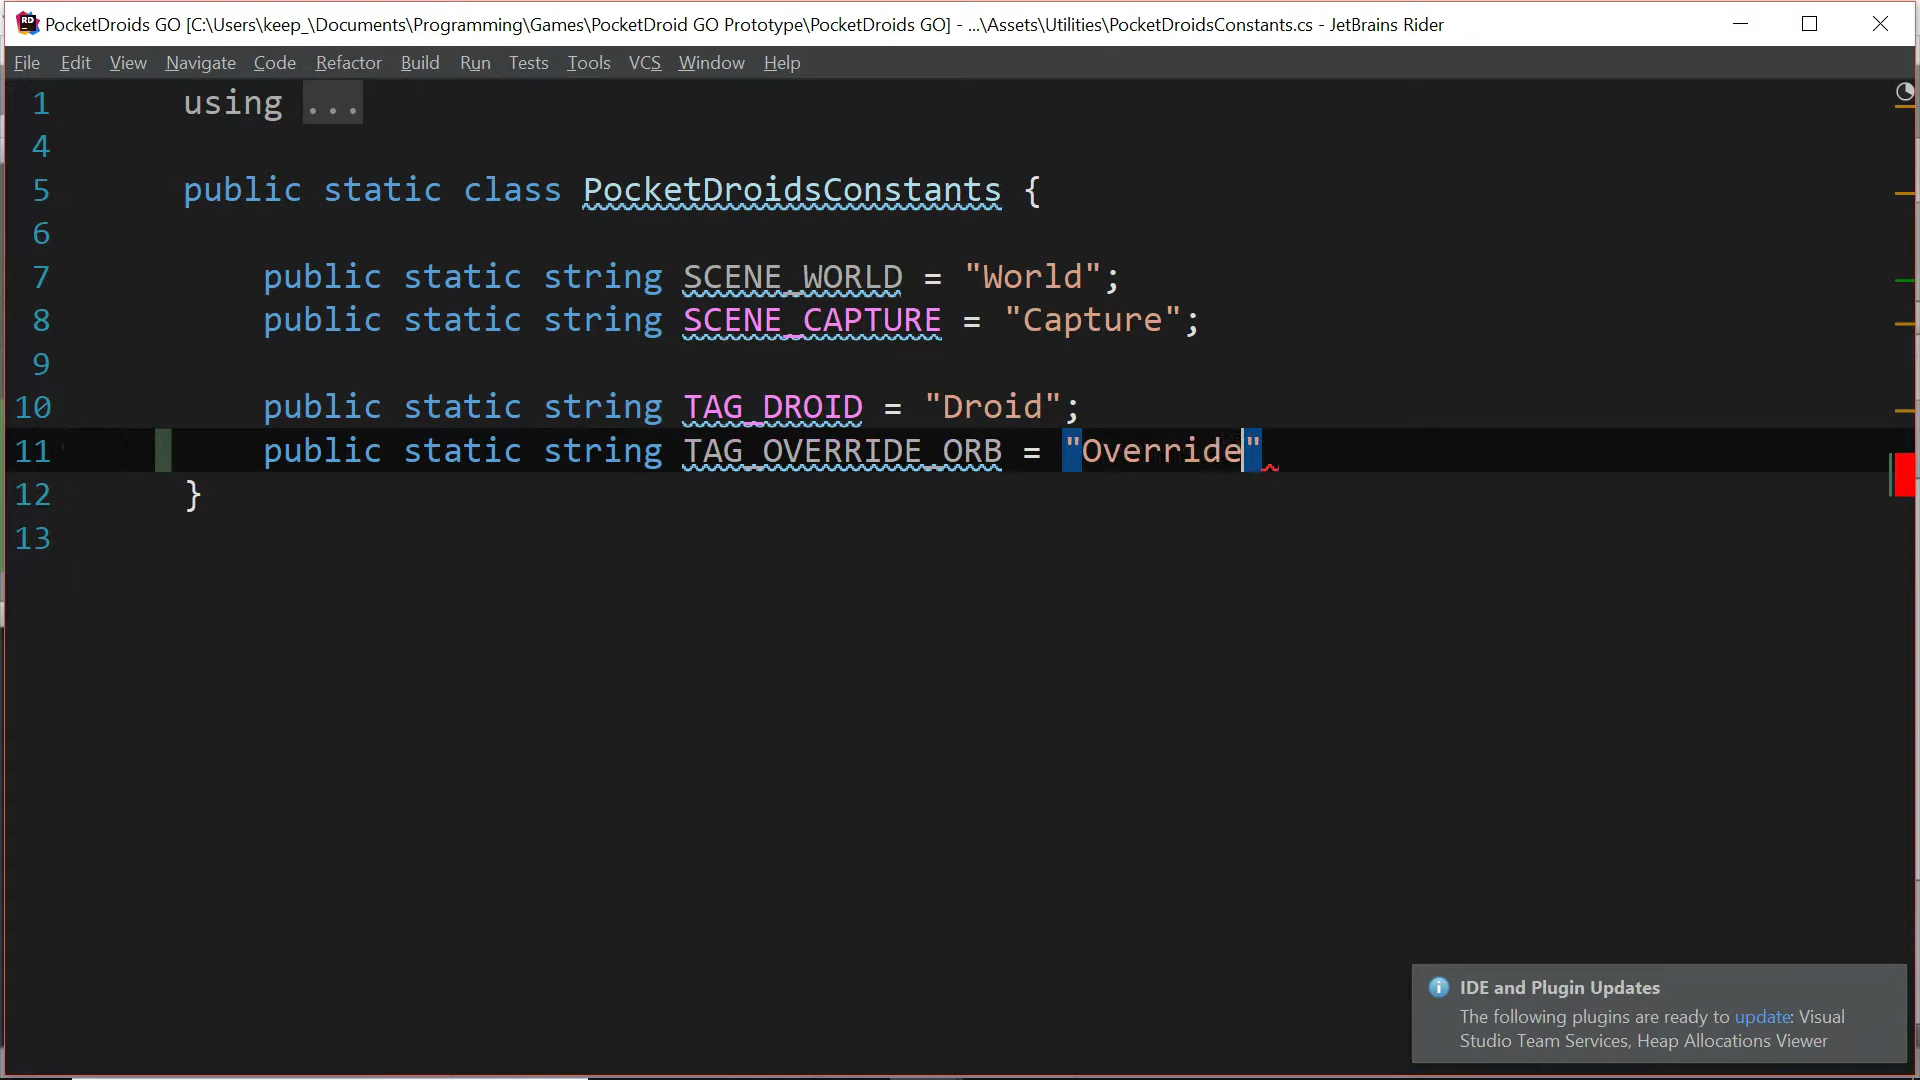 PocketDroids GO [C:\Users\keep_\Documents\Programming\Games\PocketDroid GO Prototype\PocketDroids GO] - ...\Assets\Utilities\PocketDroidsConstants.cs - JetBrains Rider
File Edit View Navigate Code Refactor Build Run Tests Tools VCS Window Help
1 using ...
4
5 public static class PocketDroidsConstants {
6
7 public static string SCENE_WORLD = "World";
8 public static string SCENE_CAPTURE = "Capture";
9
10 public static string TAG_DROID = "Droid";
11 public static string TAG_OVERRIDE_ORB = "Override"
12 }
13
IDE and Plugin Updates
The following plugins are ready to update: Visual
Studio Team Services, Heap Allocations Viewer